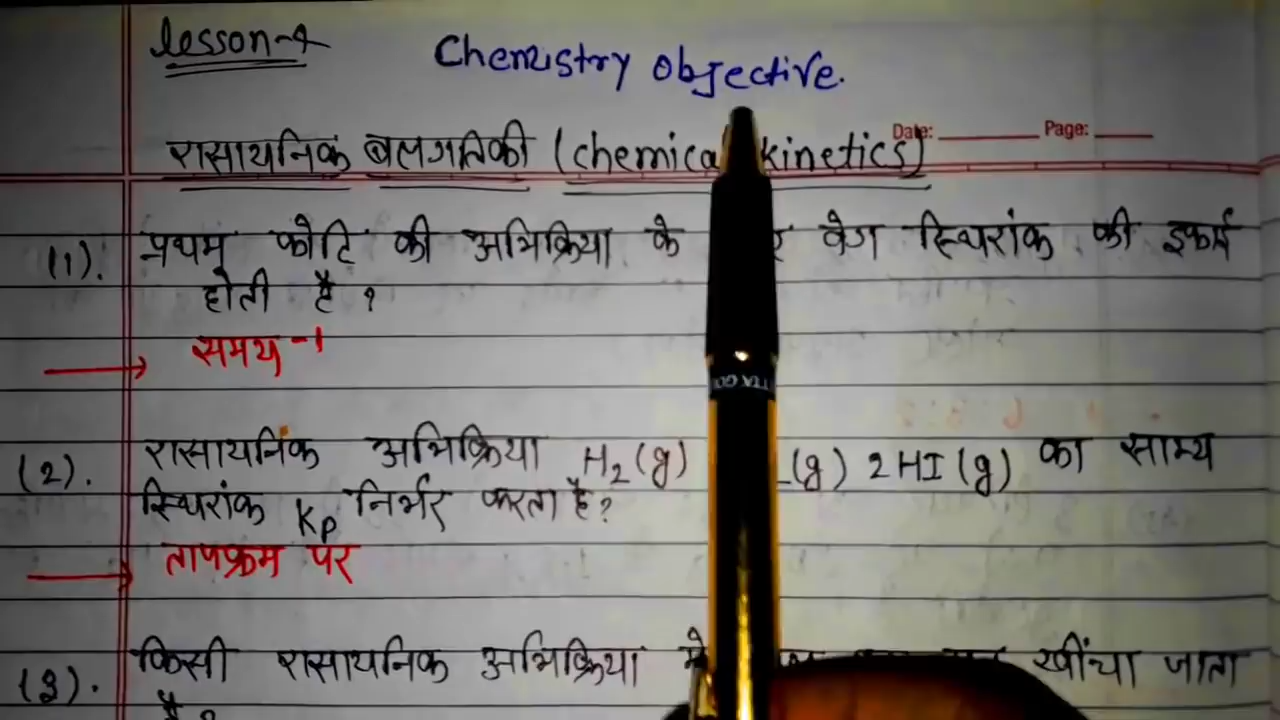 lesson-4
Chemistry objective.
Date: Page:
रासायनिक बलगतिकी (chemica kinetics)
(1). प्रथम कोटि की अभिक्रिया के वेग स्थिरांक की इकाई
होती है ?
समय -1
(2). रासायनिक अभिक्रिया H2(g) (g) 2HI(g) का साम्य
स्थिरांक Kp निर्भर करता है?
तापक्रम पर
(3). किसी रासायनिक अभिक्रिया खींचा जाता
है ?